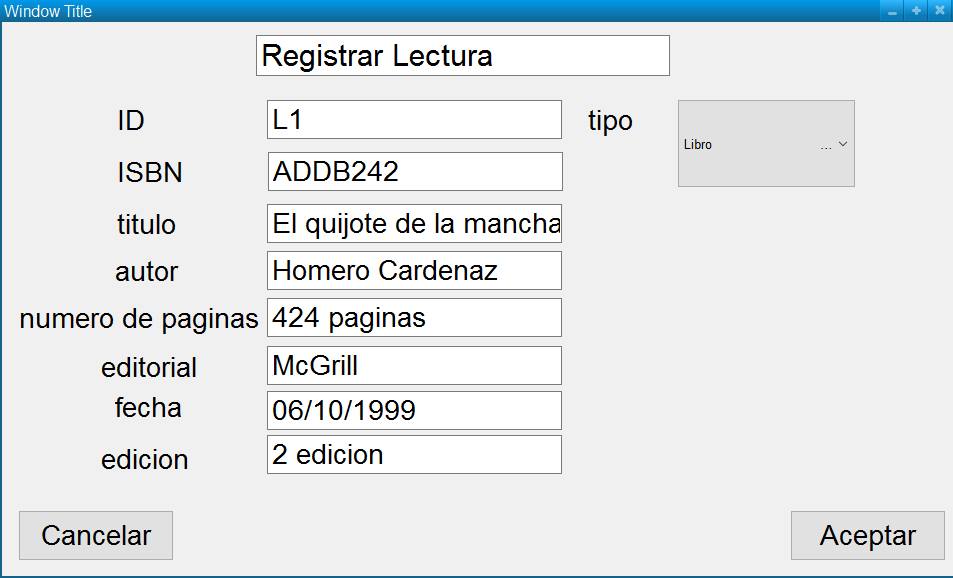 Window Title
Registrar Lectura
ID L1 tipo
Libro ...
ISBN ADDB242
titulo El quijote de la mancha
autor Homero Cardenaz
numero de paginas 424 paginas
editorial McGrill
fecha 06/10/1999
edicion 2 edicion
Cancelar Aceptar